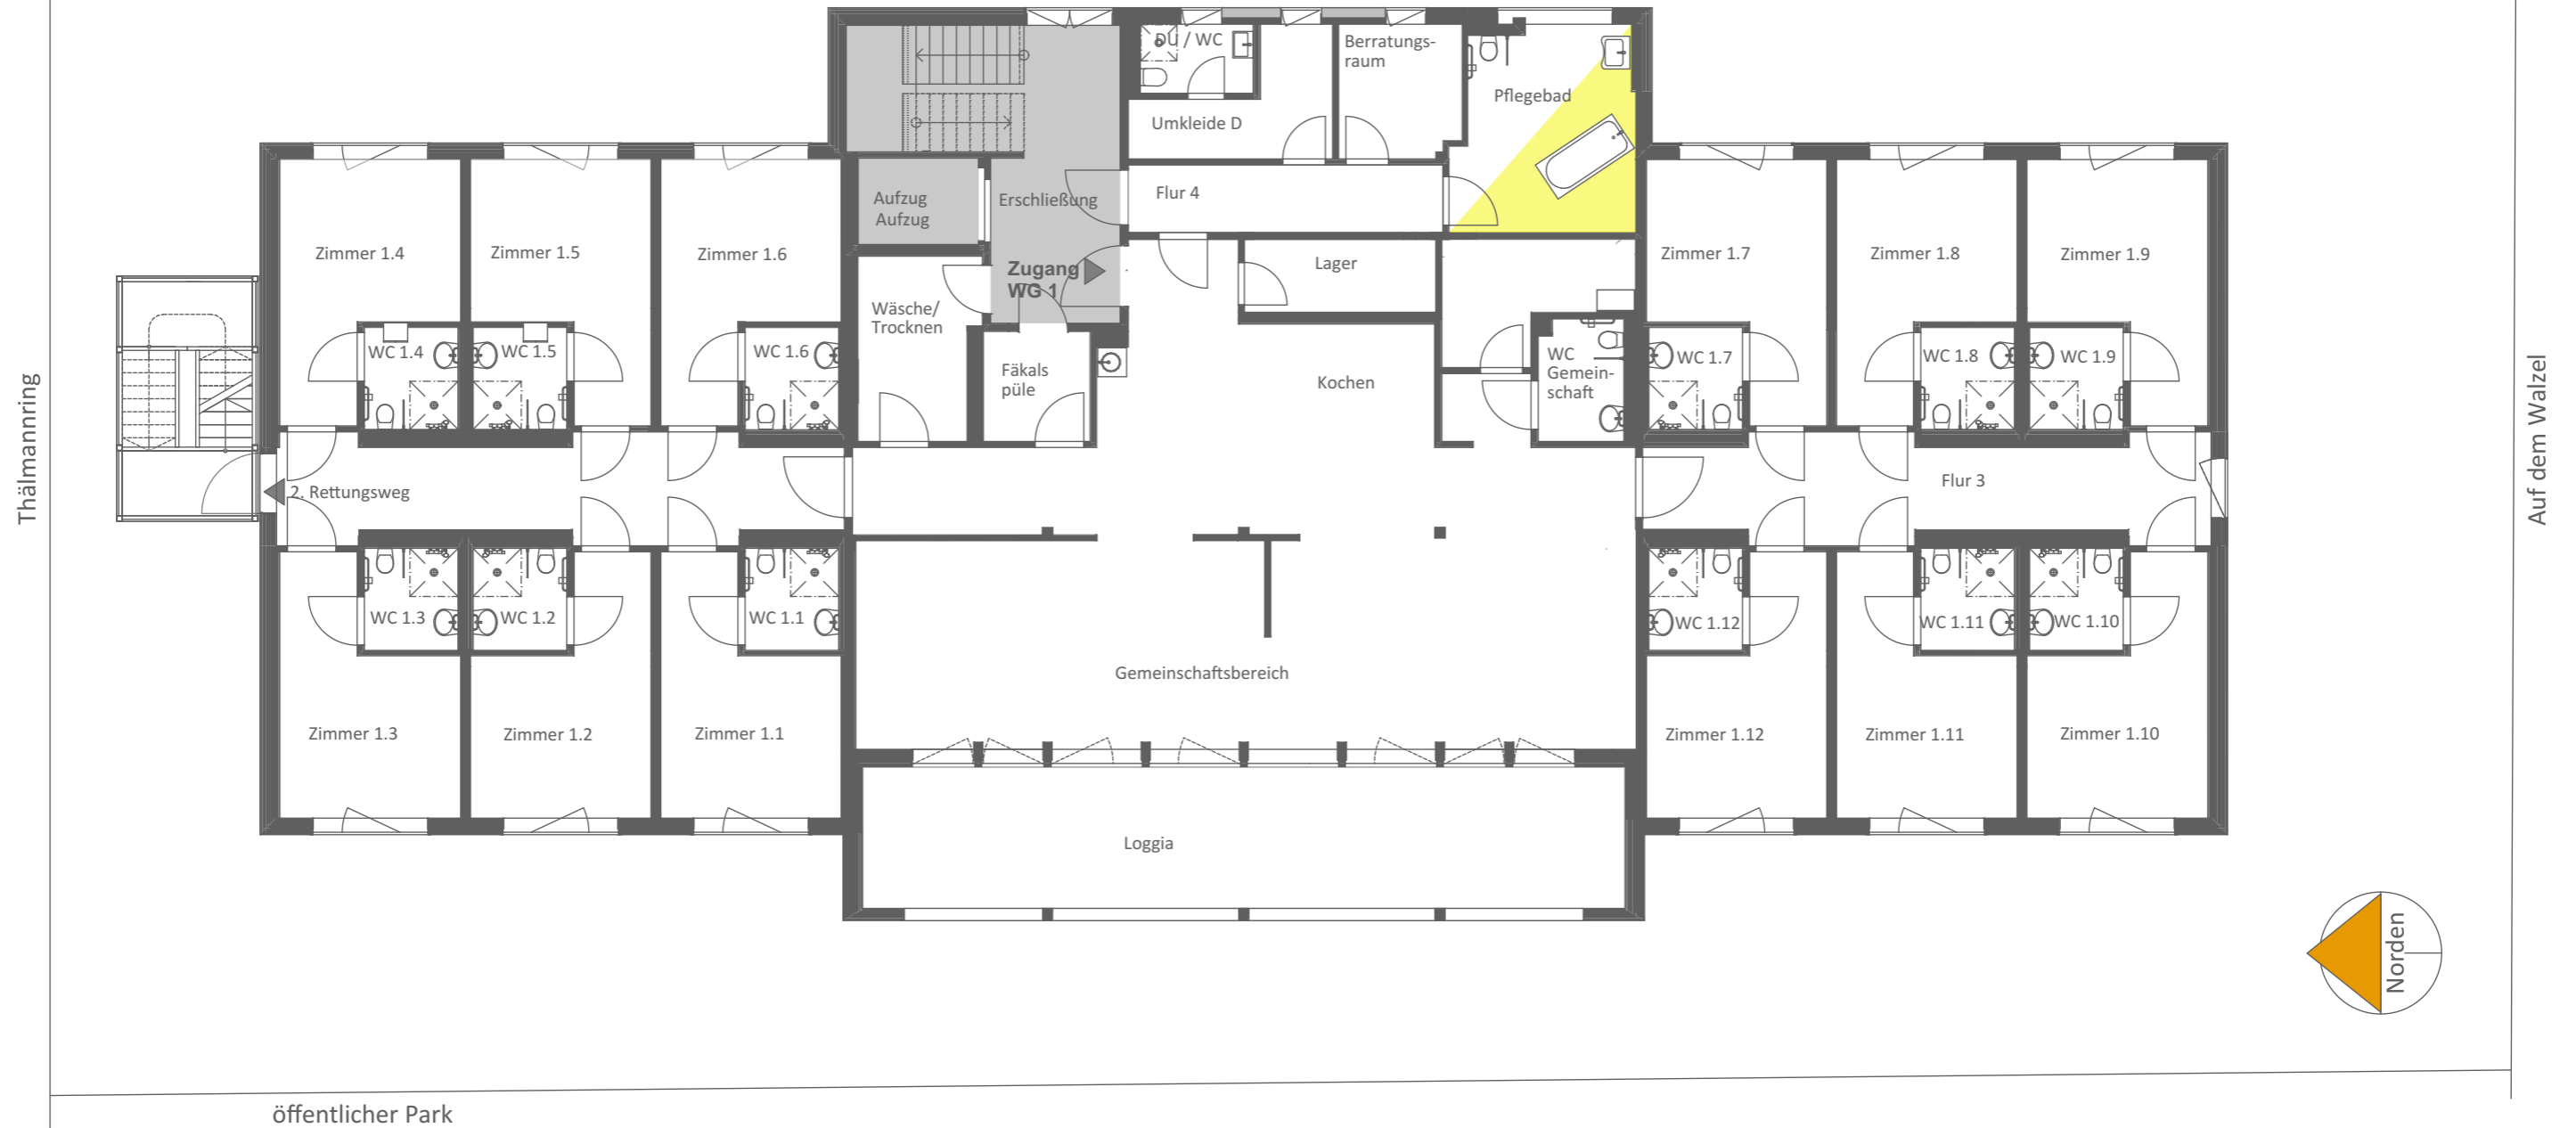 DU / WC
Berratungs-
raum
Pflegebad
Umkleide D
Aufzug
Aufzug
Erschließung
Flur 4
Zimmer 1.4
Zimmer 1.5
Zimmer 1.6
Zugang
WG 1
Lager
Zimmer 1.7
Zimmer 1.8
Zimmer 1.9
Wäsche/
Trocknen
WC 1.4
WC 1.5
WC 1.6
Fäkals
püle
Kochen
WC
Gemein-
schaft
WC 1.7
WC 1.8
WC 1.9
Thälmannring
Auf dem Walzel
2. Rettungsweg
Flur 3
WC 1.3
WC 1.2
WC 1.1
WC 1.12
WC 1.11
WC 1.10
Gemeinschaftsbereich
Zimmer 1.3
Zimmer 1.2
Zimmer 1.1
Zimmer 1.12
Zimmer 1.11
Zimmer 1.10
Loggia
Norden
öffentlicher Park